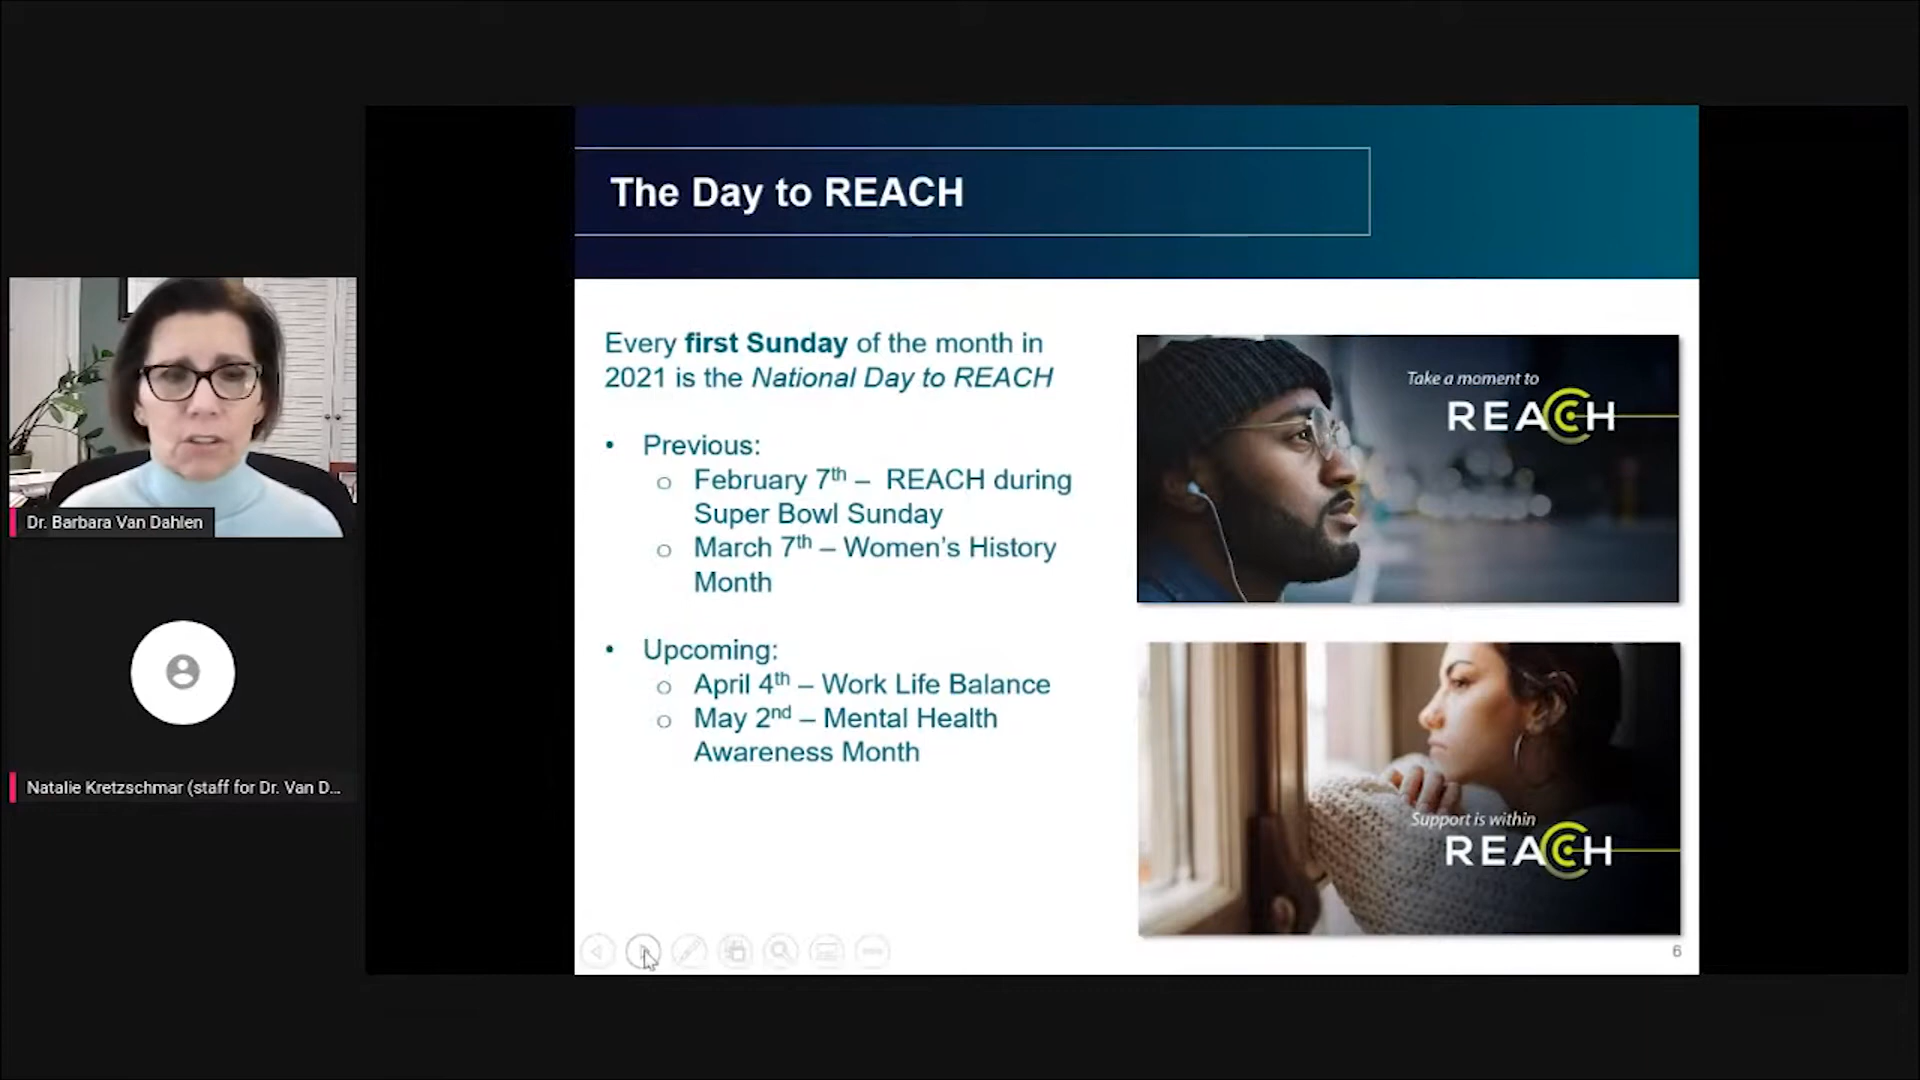 The Day to REACH
Every first Sunday of the month in
2021 is the National Day to REACH
• Previous:
o February 7th – REACH during
Super Bowl Sunday
o March 7th – Women's History
Month
• Upcoming:
o April 4th – Work Life Balance
o May 2nd – Mental Health
Awareness Month
Take a moment to
REACH
Support is within
REACH
6
Dr. Barbara Van Dahlen
Natalie Kretzschmar (staff for Dr. Van D...